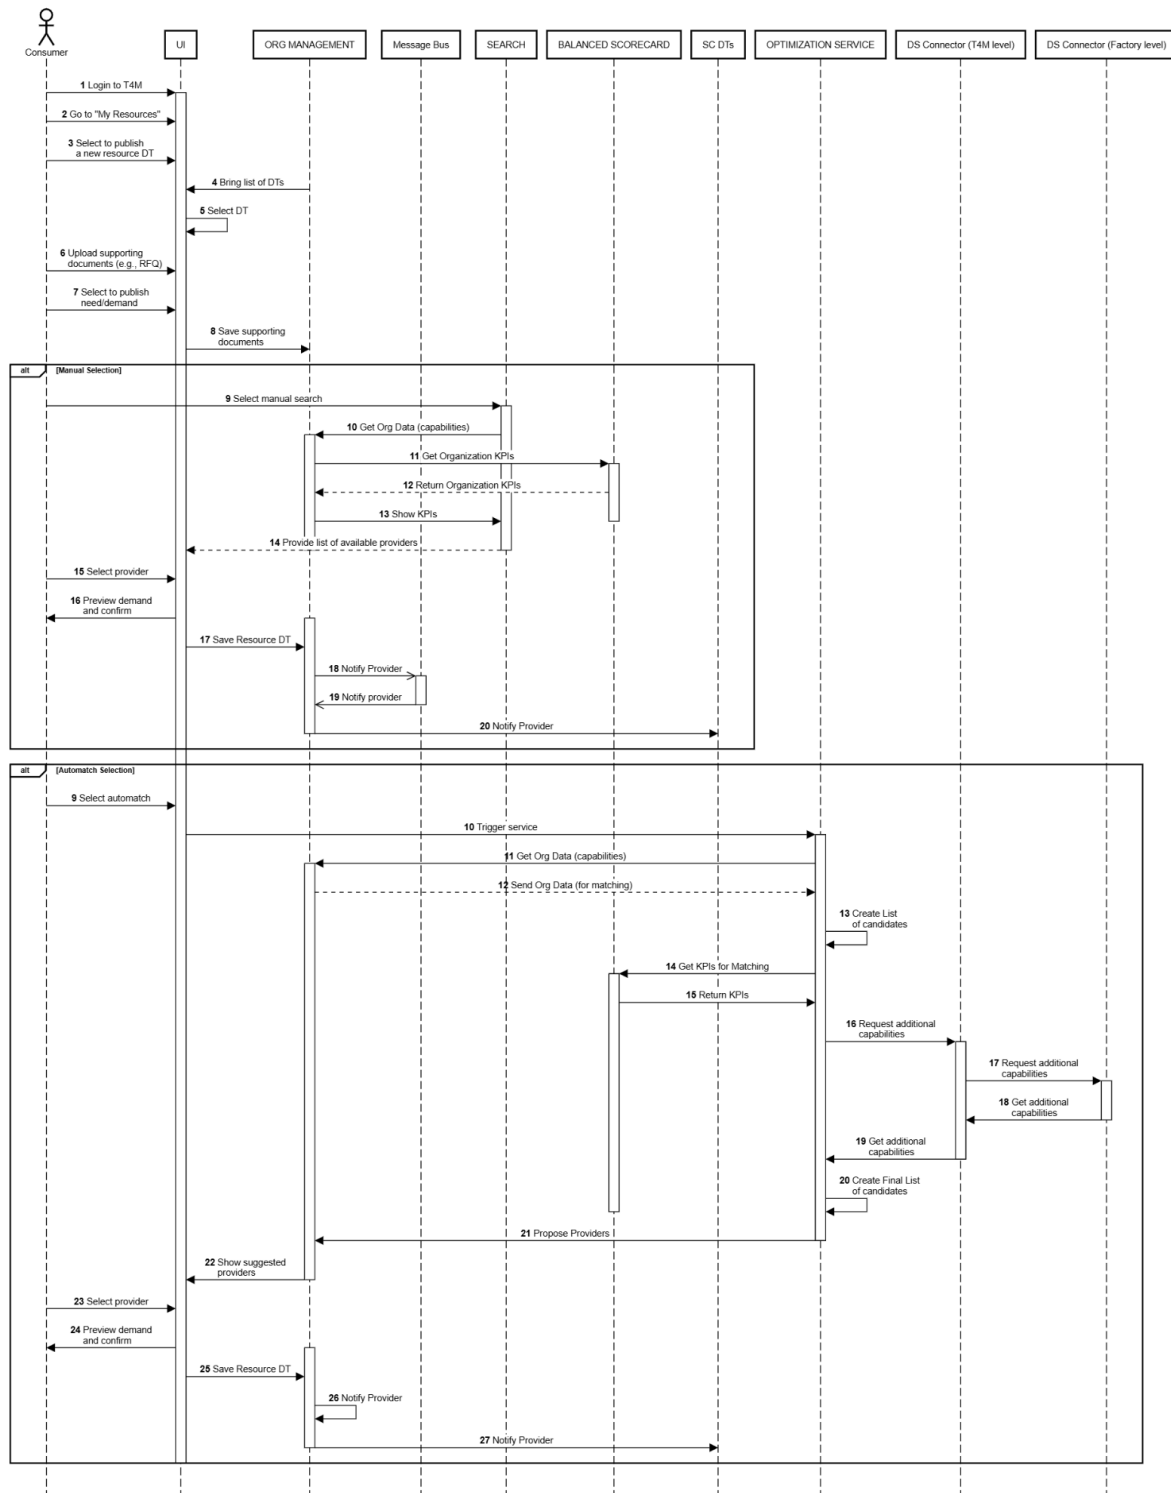 Consumer
UI
ORG MANAGEMENT
Message Bus
SEARCH
BALANCED SCORECARD
SC DTs
OPTIMIZATION SERVICE
DS Connector (T4M level)
DS Connector (Factory level)
1 Login to T4M
2 Go to "My Resources"
3 Select to publish
a new resource DT
4 Bring list of DTs
5 Select DT
6 Upload supporting
documents (e.g., RFQ)
7 Select to publish
need/demand
8 Save supporting
documents
alt [Manual Selection]
9 Select manual search
10 Get Org Data (capabilities)
11 Get Organization KPIs
12 Return Organization KPIs
13 Show KPIs
14 Provide list of available providers
15 Select provider
16 Preview demand
and confirm
17 Save Resource DT
18 Notify Provider
19 Notify provider
20 Notify Provider
alt [Automatch Selection]
9 Select automatch
10 Trigger service
11 Get Org Data (capabilities)
12 Send Org Data (for matching)
13 Create List
of candidates
14 Get KPIs for Matching
15 Return KPIs
16 Request additional
capabilities
17 Request additional
capabilities
18 Get additional
capabilities
19 Get additional
capabilities
20 Create Final List
of candidates
21 Propose Providers
22 Show suggested
providers
23 Select provider
24 Preview demand
and confirm
25 Save Resource DT
26 Notify Provider
27 Notify Provider